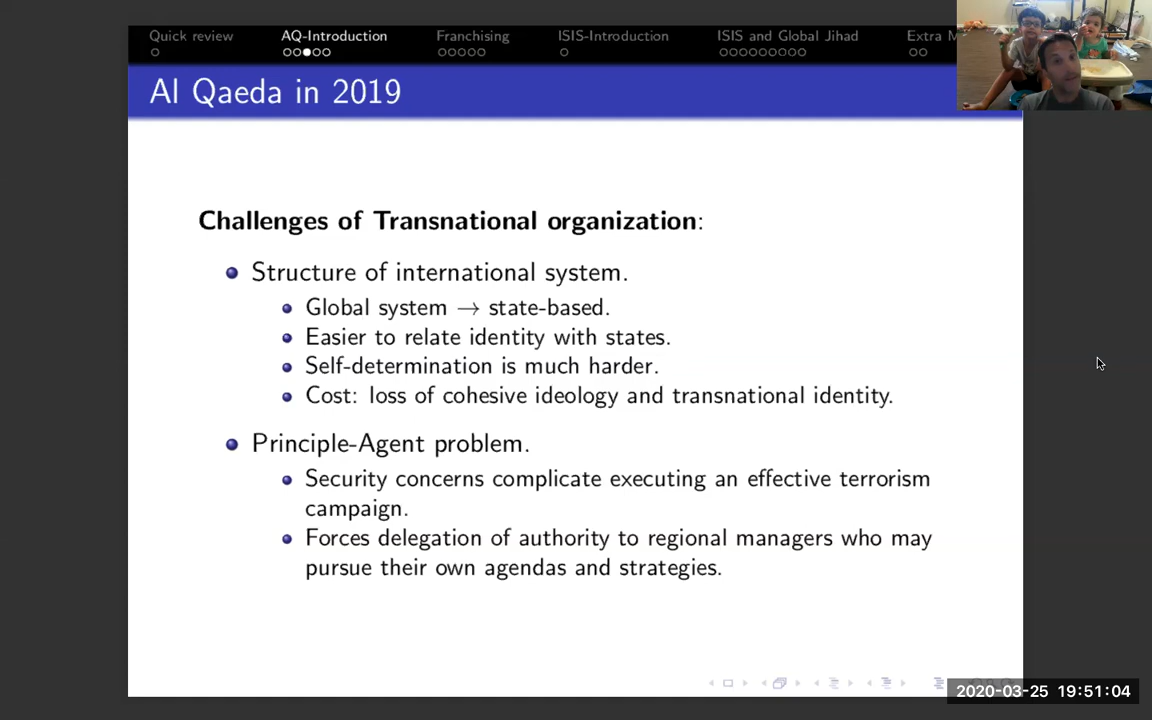 Quick review AQ-Introduction Franchising ISIS-Introduction ISIS and Global Jihad Extra M
Al Qaeda in 2019
Challenges of Transnational organization:
Structure of international system.
Global system → state-based.
Easier to relate identity with states.
Self-determination is much harder.
Cost: loss of cohesive ideology and transnational identity.
Principle-Agent problem.
Security concerns complicate executing an effective terrorism
campaign.
Forces delegation of authority to regional managers who may
pursue their own agendas and strategies.
2020-03-25 19:51:04